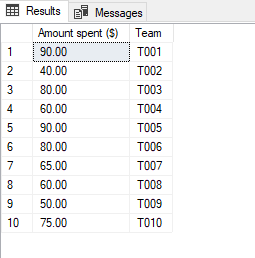 Results Messages
Amount spent ($) Team
1 90.00 T001
2 40.00 T002
3 80.00 T003
4 60.00 T004
5 90.00 T005
6 80.00 T006
7 65.00 T007
8 60.00 T008
9 50.00 T009
10 75.00 T010